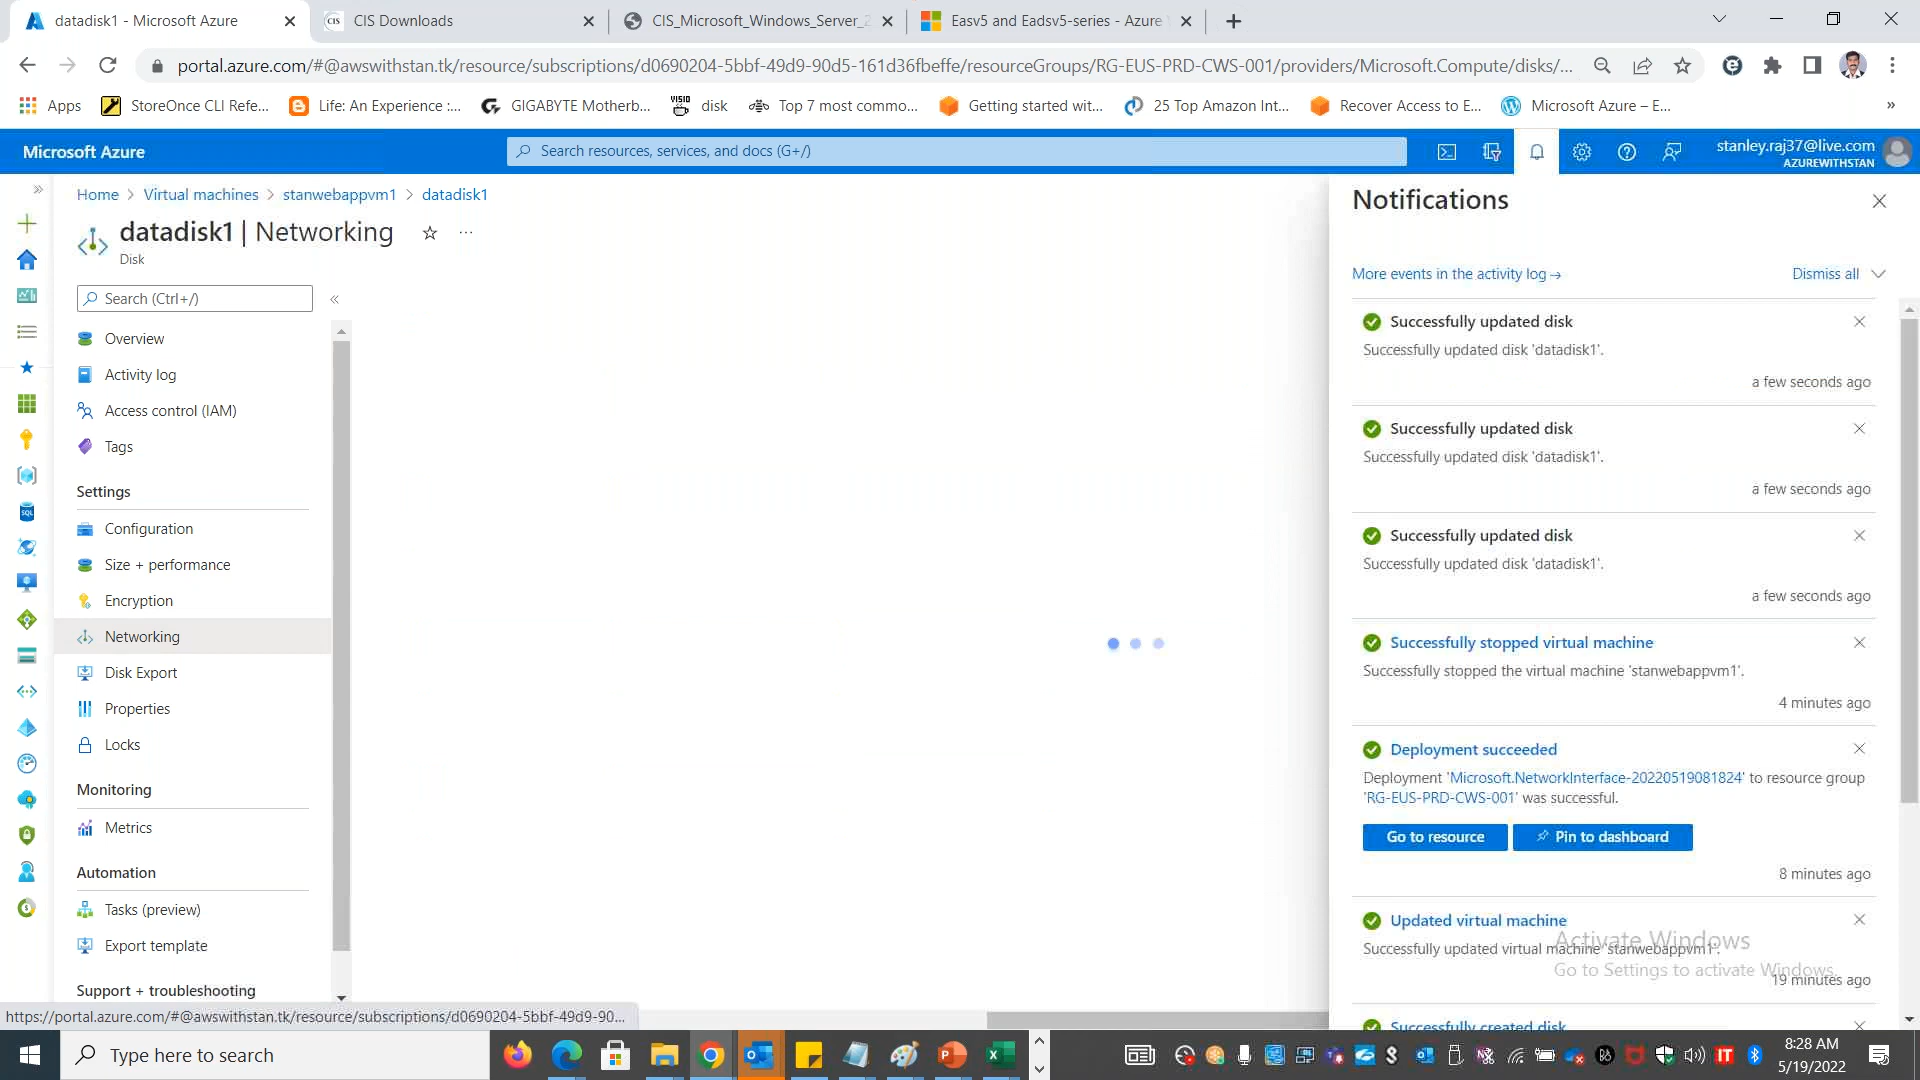 datadisk1 - Microsoft Azure
CIS Downloads
CIS_Microsoft_Windows_Server_2
Easv5 and Eadsv5-series - Azure
portal.azure.com/#@awswithstan.tk/resource/subscriptions/d0690204-5bbf-49d9-90d5-161d36fbeffe/resourceGroups/RG-EUS-PRD-CWS-001/providers/Microsoft.Compute/disks/...
Apps
StoreOnce CLI Refe...
Life: An Experience :...
GIGABYTE Motherb...
disk
Top 7 most commo...
Getting started wit...
25 Top Amazon Int...
Recover Access to E...
Microsoft Azure – E...
Microsoft Azure
Search resources, services, and docs (G+/)
stanley.raj37@live.com
AZUREWITHSTAN
Home > Virtual machines > stanwebappvm1 > datadisk1
datadisk1 | Networking
Disk
Search (Ctrl+/)
Overview
Activity log
Access control (IAM)
Tags
Settings
Configuration
Size + performance
Encryption
Networking
Disk Export
Properties
Locks
Monitoring
Metrics
Automation
Tasks (preview)
Export template
Support + troubleshooting
https://portal.azure.com/#@awswithstan.tk/resource/subscriptions/d0690204-5bbf-49d9-90...
Notifications
More events in the activity log →
Dismiss all
Successfully updated disk
Successfully updated disk 'datadisk1'.
a few seconds ago
Successfully updated disk
Successfully updated disk 'datadisk1'.
a few seconds ago
Successfully updated disk
Successfully updated disk 'datadisk1'.
a few seconds ago
Successfully stopped virtual machine
Successfully stopped the virtual machine 'stanwebappvm1'.
4 minutes ago
Deployment succeeded
Deployment 'Microsoft.NetworkInterface-20220519081824' to resource group
'RG-EUS-PRD-CWS-001' was successful.
Go to resource
Pin to dashboard
8 minutes ago
Updated virtual machine
Successfully updated virtual machine 'stanwebappvm1'.
19 minutes ago
Activate Windows
Go to Settings to activate Windows.
Successfully created disk
Type here to search
8:28 AM
5/19/2022